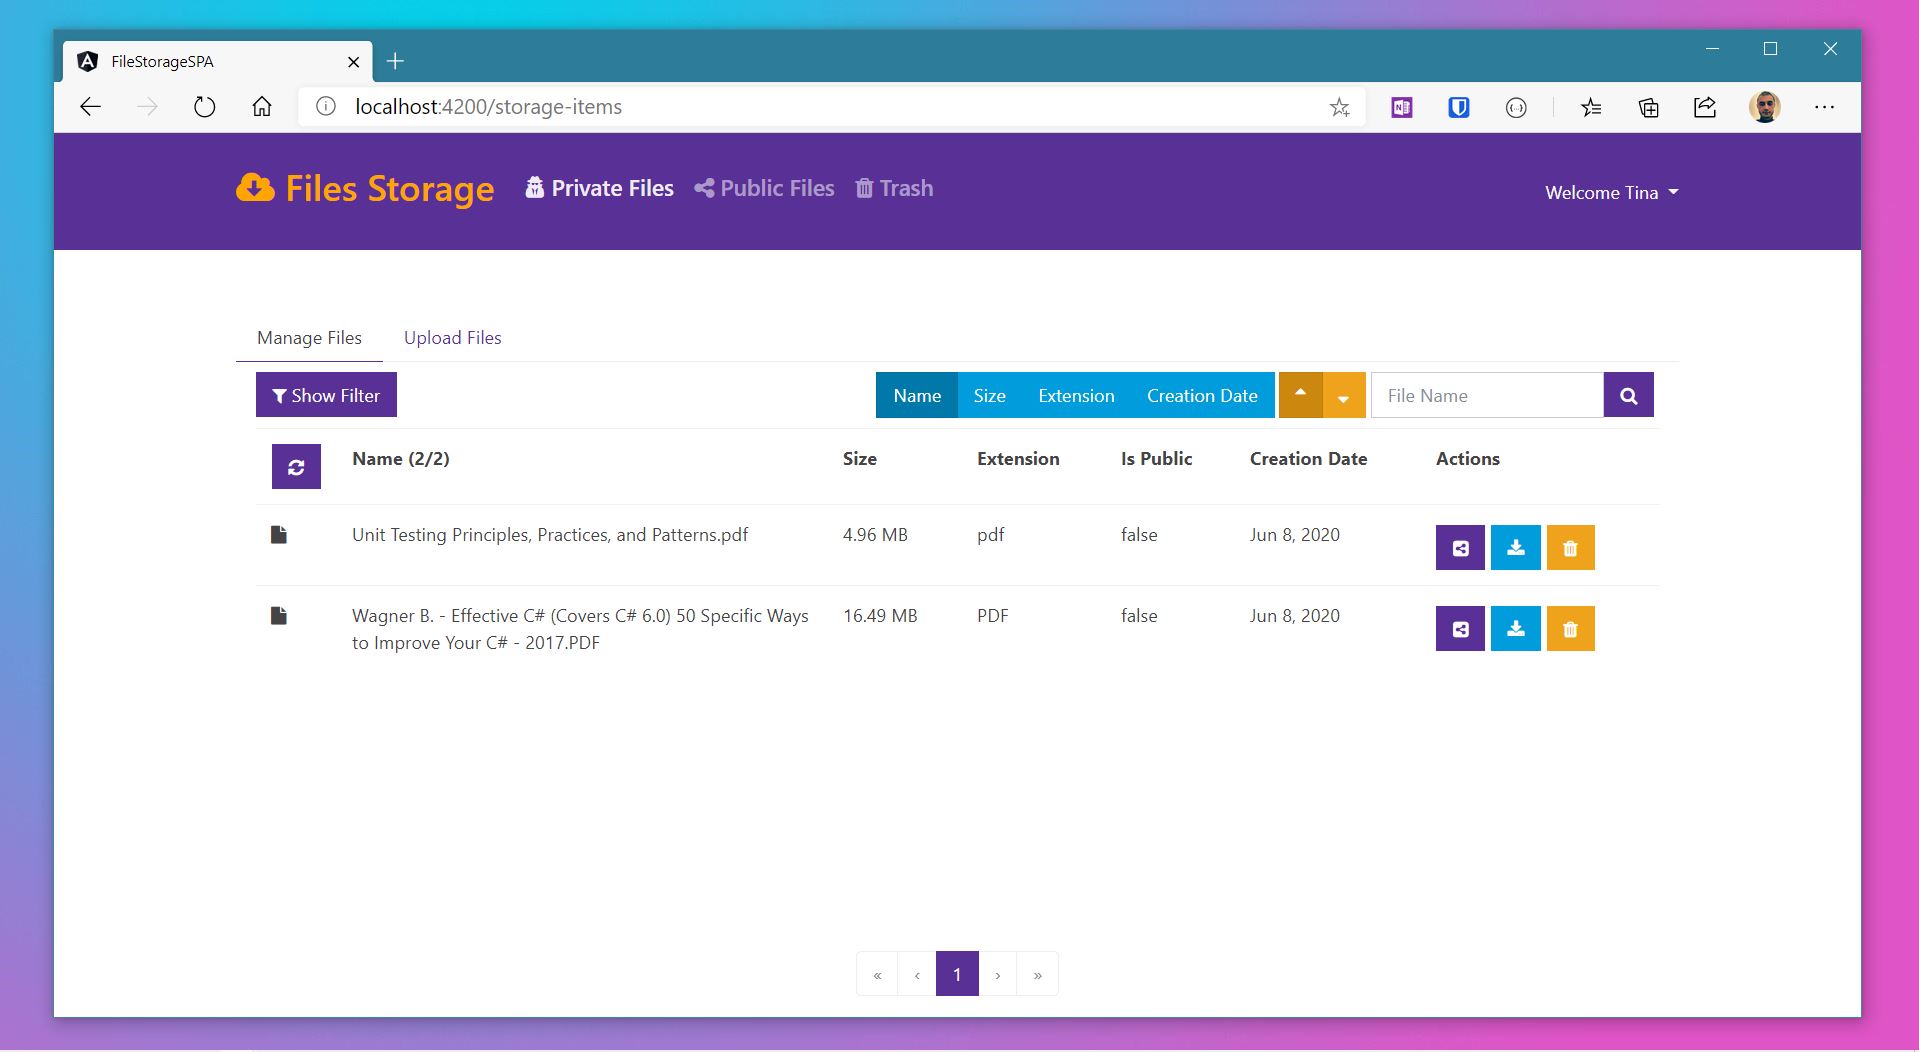 FileStorageSPA
localhost:4200/storage-items
Files Storage Private Files Public Files Trash Welcome Tina
Manage Files Upload Files
Show Filter Name Size Extension Creation Date File Name
Name (2/2) Size Extension Is Public Creation Date Actions
Unit Testing Principles, Practices, and Patterns.pdf 4.96 MB pdf false Jun 8, 2020
Wagner B. - Effective C# (Covers C# 6.0) 50 Specific Ways 16.49 MB PDF false Jun 8, 2020
to Improve Your C# - 2017.PDF
« ‹ 1 › »